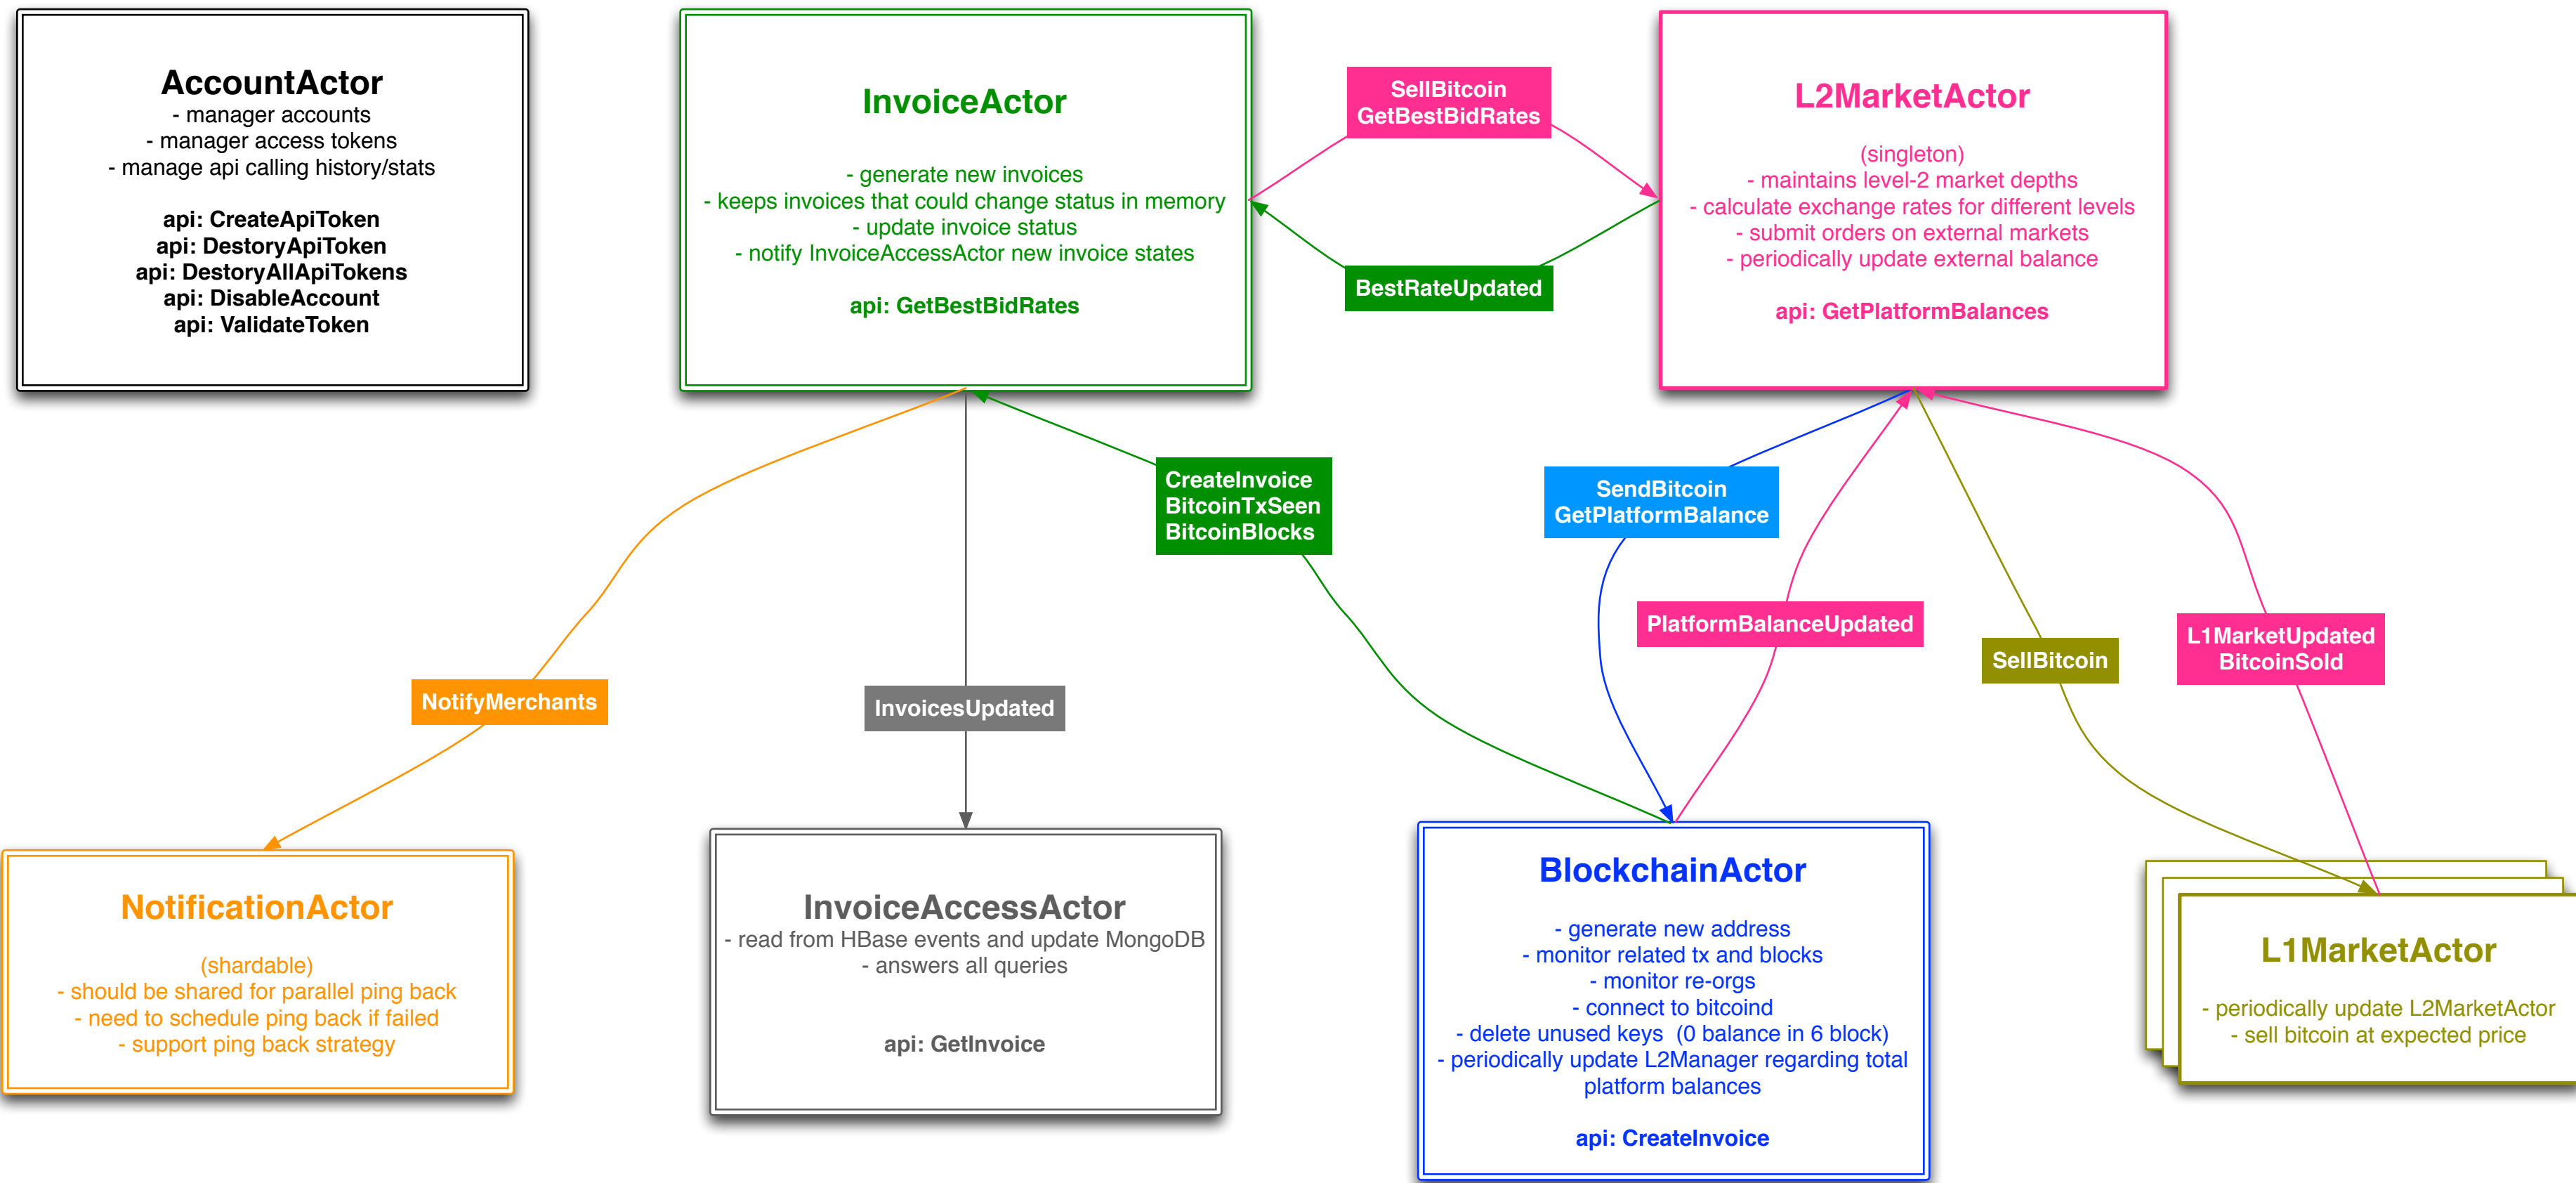 AccountActor
- manager accounts
- manager access tokens
- manage api calling history/stats
api: CreateApiToken
api: DestoryApiToken
api: DestoryAllApiTokens
api: DisableAccount
api: ValidateToken
InvoiceActor
- generate new invoices
- keeps invoices that could change status in memory
- update invoice status
- notify InvoiceAccessActor new invoice states
api: GetBestBidRates
SellBitcoin
GetBestBidRates
BestRateUpdated
L2MarketActor
(singleton)
- maintains level-2 market depths
- calculate exchange rates for different levels
- submit orders on external markets
- periodically update external balance
api: GetPlatformBalances
CreateInvoice
BitcoinTxSeen
BitcoinBlocks
SendBitcoin
GetPlatformBalance
PlatformBalanceUpdated
SellBitcoin
L1MarketUpdated
BitcoinSold
NotifyMerchants
InvoicesUpdated
NotificationActor
(shardable)
- should be shared for parallel ping back
- need to schedule ping back if failed
- support ping back strategy
InvoiceAccessActor
- read from HBase events and update MongoDB
- answers all queries
api: GetInvoice
BlockchainActor
- generate new address
- monitor related tx and blocks
- monitor re-orgs
- connect to bitcoind
- delete unused keys  (0 balance in 6 block)
- periodically update L2Manager regarding total
platform balances
api: CreateInvoice
L1MarketActor
- periodically update L2MarketActor
- sell bitcoin at expected price